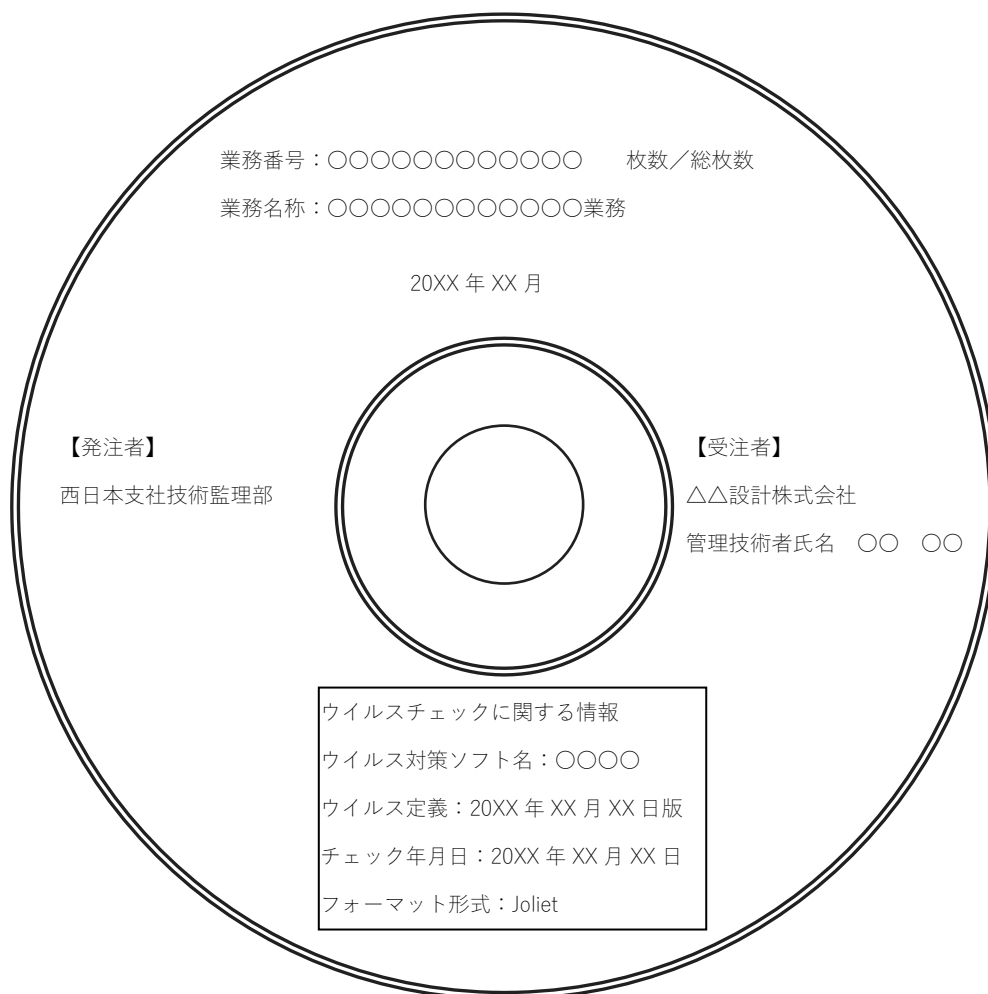 業務番号：○○○○○○○○○○○○　枚数／総枚数
業務名称：○○○○○○○○○○○○業務
20XX 年 XX 月
【発注者】
西日本支社技術監理部
【受注者】
△△設計株式会社
管理技術者氏名　○○　○○
ウイルスチェックに関する情報
ウイルス対策ソフト名：○○○○
ウイルス定義：20XX 年 XX 月 XX 日版
チェック年月日：20XX 年 XX 月 XX 日
フォーマット形式：Joliet